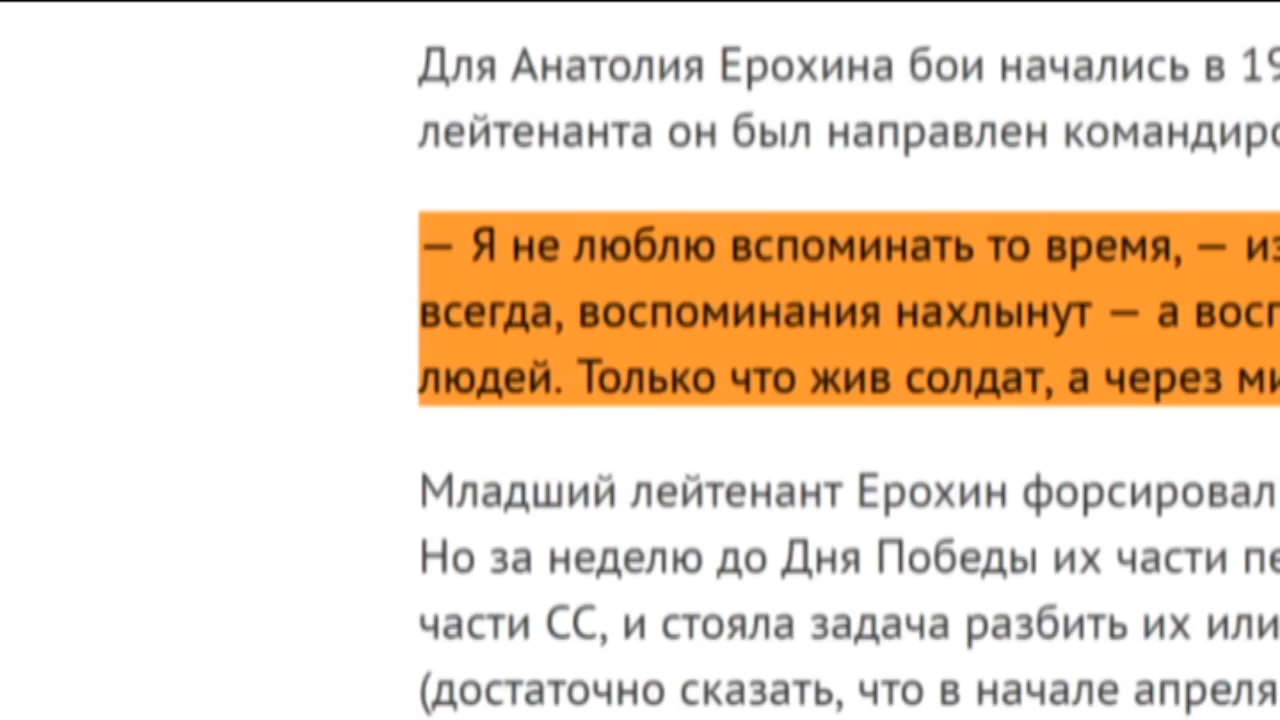 Для Анатолия Ерохина бои начались в 19
лейтенанта он был направлен командиро
— Я не люблю вспоминать то время, — из
всегда, воспоминания нахлынут — а восп
людей. Только что жив солдат, а через ми
Младший лейтенант Ерохин форсировал
Но за неделю до Дня Победы их части пе
части СС, и стояла задача разбить их или
(достаточно сказать, что в начале апреля